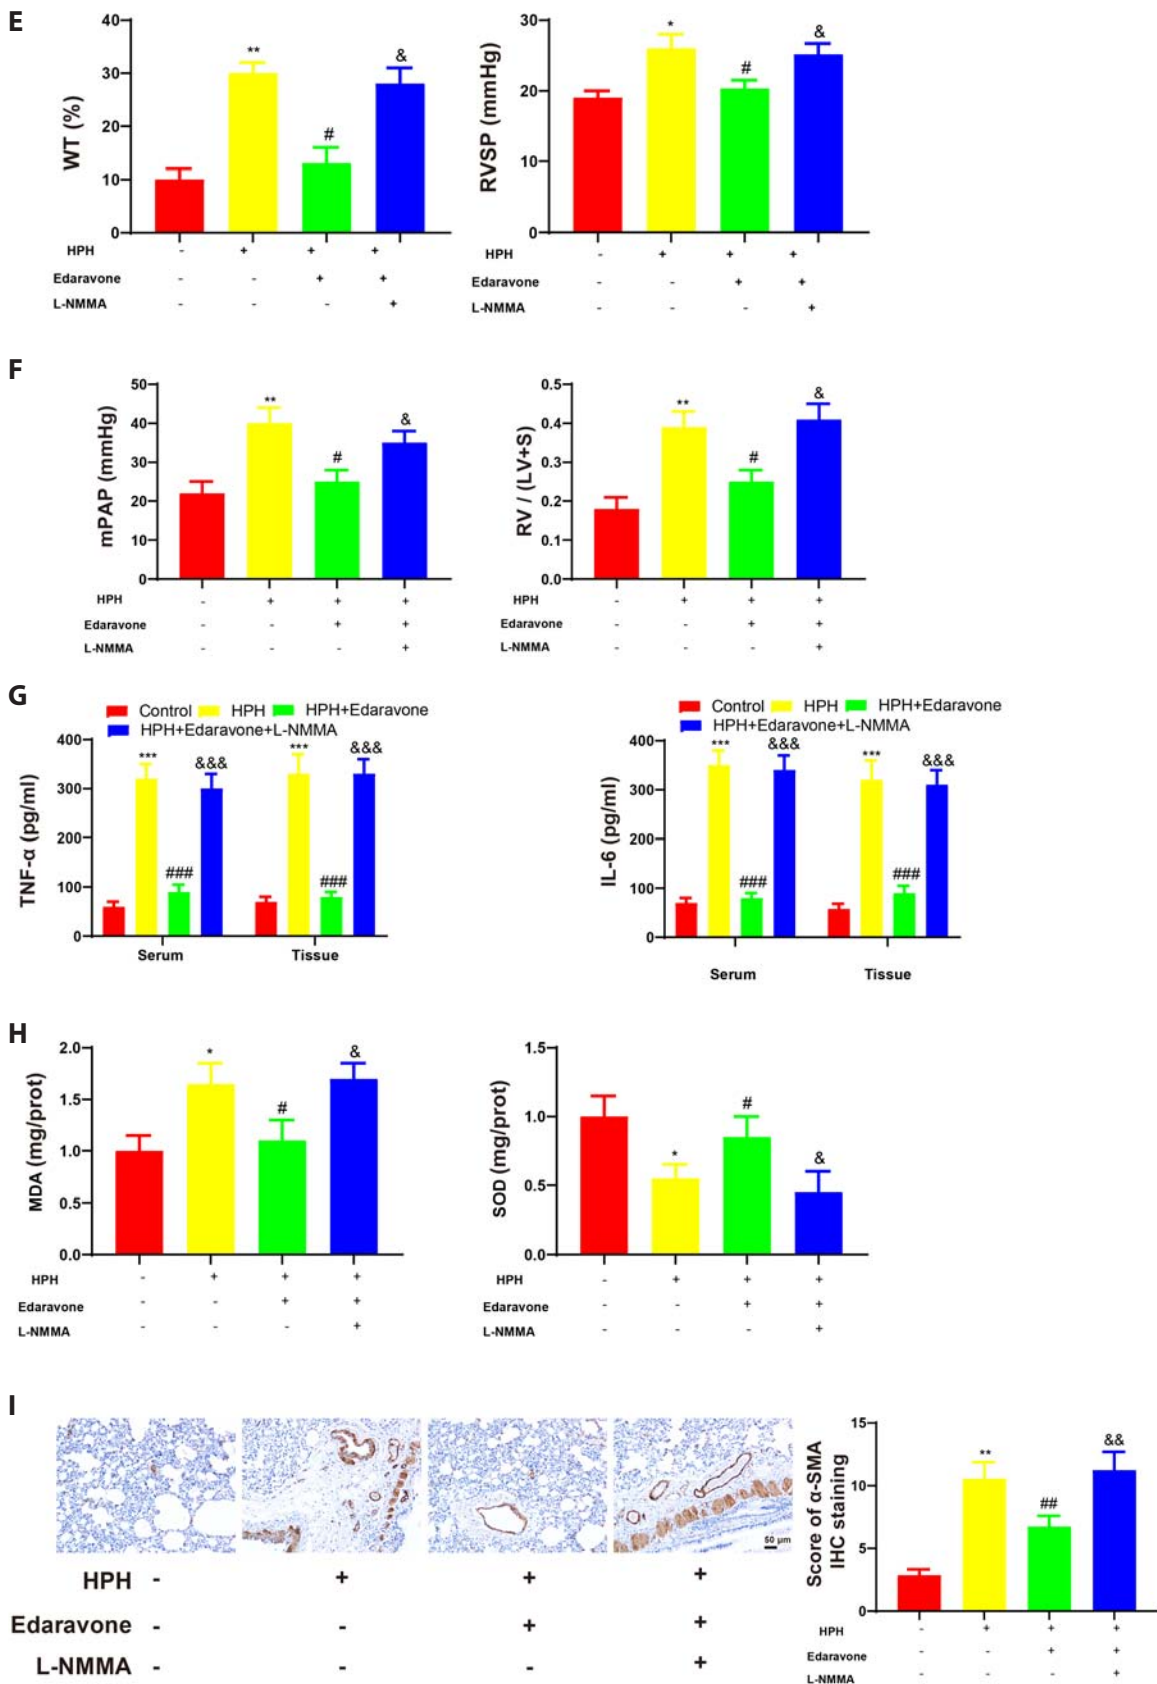 E
WT (%)
40
30
20
10
0
**
#
&
HPH - + + +
Edaravone - - + +
L-NMMA - - - +
RVSP (mmHg)
30
20
10
0
*
#
&
HPH - + + +
Edaravone - - + +
L-NMMA - - - +
F
mPAP (mmHg)
50
40
30
20
10
0
**
#
&
HPH - + + +
Edaravone - - + +
L-NMMA - - - +
RV / (LV+S)
0.5
0.4
0.3
0.2
0.1
0.0
**
#
&
HPH - + + +
Edaravone - - + +
L-NMMA - - - +
G
Control HPH HPH+Edaravone
HPH+Edaravone+L-NMMA
TNF-α (pg/ml)
400
300
200
100
0
*** ### &&& *** ### &&&
Serum Tissue
Control HPH HPH+Edaravone
HPH+Edaravone+L-NMMA
IL-6 (pg/ml)
400
300
200
100
0
*** ### &&& *** ### &&&
Serum Tissue
H
MDA (mg/prot)
2.0
1.5
1.0
0.5
0.0
*
#
&
HPH - + + +
Edaravone - - + +
L-NMMA - - - +
SOD (mg/prot)
1.5
1.0
0.5
0.0
*
#
&
HPH - + + +
Edaravone - - + +
L-NMMA - - - +
I
50 μm
HPH - + + +
Edaravone - - + +
L-NMMA - - - +
Score of α-SMA
IHC staining
15
10
5
0
**
##
&&
HPH - + + +
Edaravone - - + +
L-NMMA - - - +